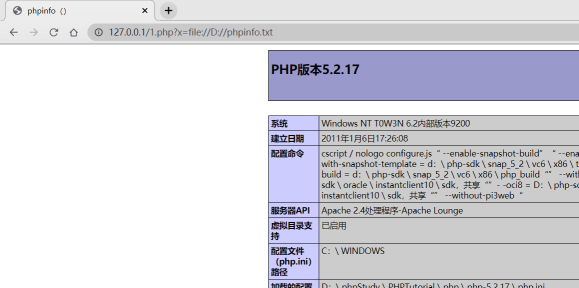 phpinfo（）
127.0.0.1/1.php?x=file://D://phpinfo.txt
PHP版本5.2.17
系统 Windows NT T0W3N 6.2内部版本9200
建立日期 2011年1月6日17:26:08
配置命令 cscript / nologo configure.js “ --enable-snapshot-build” “ --ena
with-snapshot-template = d：\ php-sdk \ snap_5_2 \ vc6 \ x86 \ t
build = d：\ php-sdk \ snap_5_2 \ vc6 \ x86 \ php_build “” --with
sdk \ oracle \ instantclient10 \ sdk，共享 “” - -oci8 = D：\ php-sd
instantclient10 \ sdk，共享 “” --without-pi3web “
服务器API Apache 2.4处理程序-Apache Lounge
虚拟目录支持 已启用
配置文件（php.ini）路径 C：\ WINDOWS
加载的配置 D：\ phpStudy \ PHPTutorial \ php \ php-5.2.17 \ php.ini